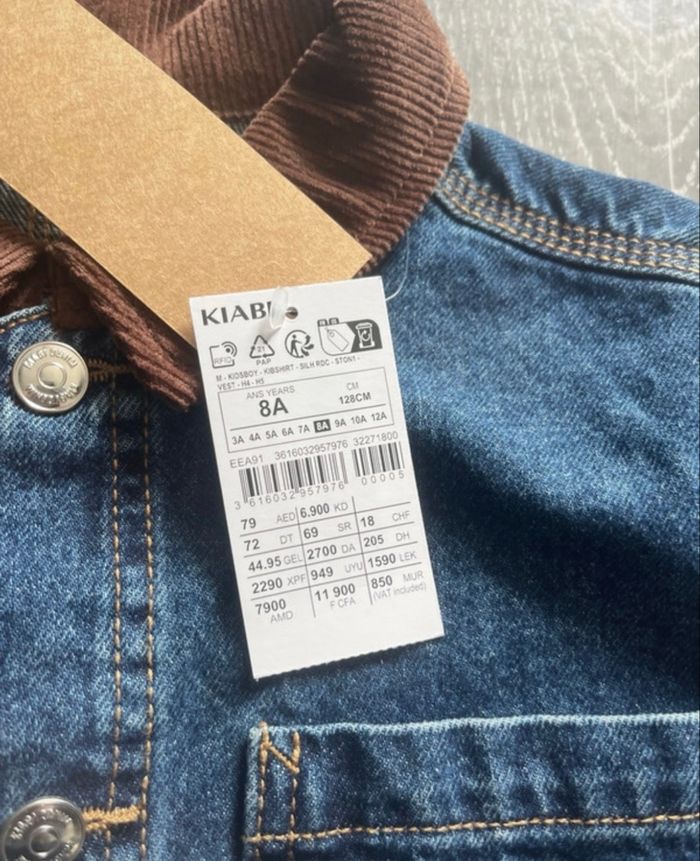 KIABI
RFID
21
PAP
M - KIOSBOY - KIBSHIRT - SILH RDC - STON1 -
VEST - H4 - H5
ANS YEARS CM
8A 128CM
3A 4A 5A 6A 7A 8A 9A 10A 12A
EEA91 3616032957976 32271800
3 616032 957976 00005
79 AED 6.900 KD
72 DT 69 SR 18 CHF
44.95 GEL 2700 DA 205 DH
2290 XPF 949 UYU 1590 LEK
7900 AMD 11 900 F CFA 850 MUR
(VAT included)